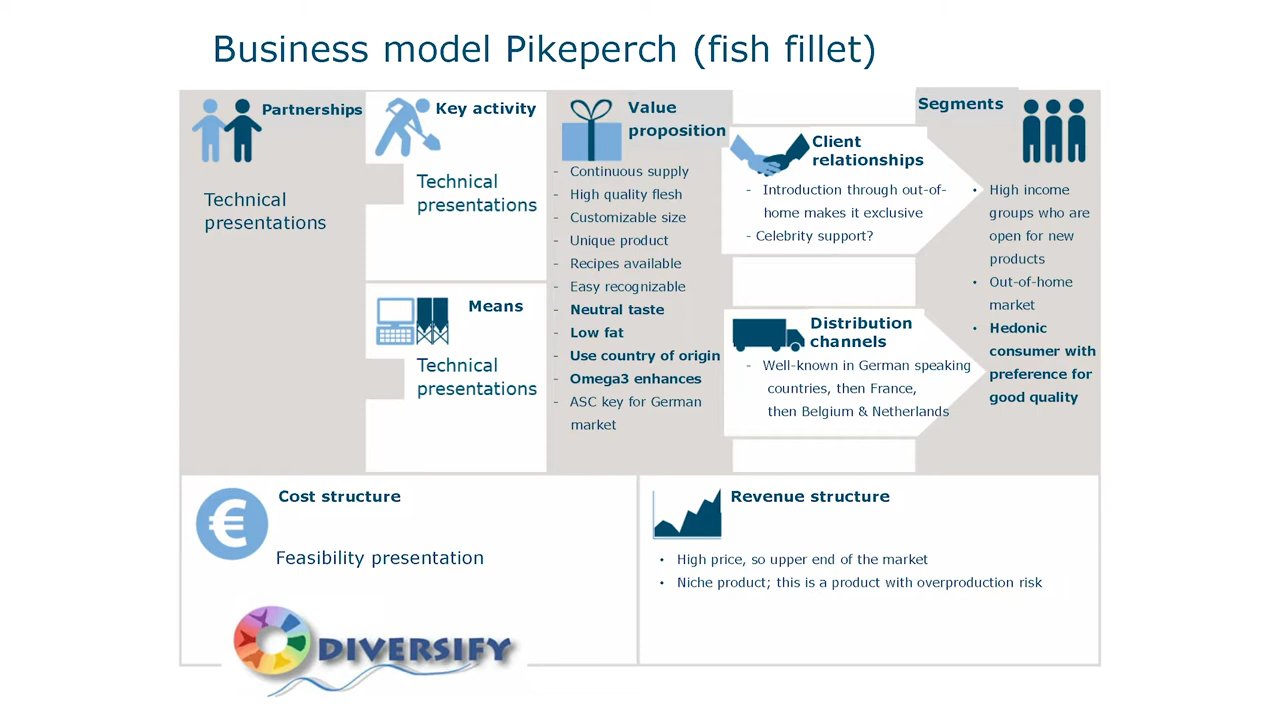 Business model Pikeperch (fish fillet)
Partnerships
Technical
presentations
Key activity
Technical
presentations
Means
Technical
presentations
Value
proposition
- Continuous supply
- High quality flesh
- Customizable size
- Unique product
- Recipes available
- Easy recognizable
- Neutral taste
- Low fat
- Use country of origin
- Omega3 enhances
- ASC key for German
market
Client
relationships
- Introduction through out-of-
home makes it exclusive
- Celebrity support?
Distribution
channels
- Well-known in German speaking
countries, then France,
then Belgium & Netherlands
Segments
• High income
groups who are
open for new
products
• Out-of-home
market
• Hedonic
consumer with
preference for
good quality
Cost structure
€
Feasibility presentation
Revenue structure
• High price, so upper end of the market
• Niche product; this is a product with overproduction risk
DIVERSIFY